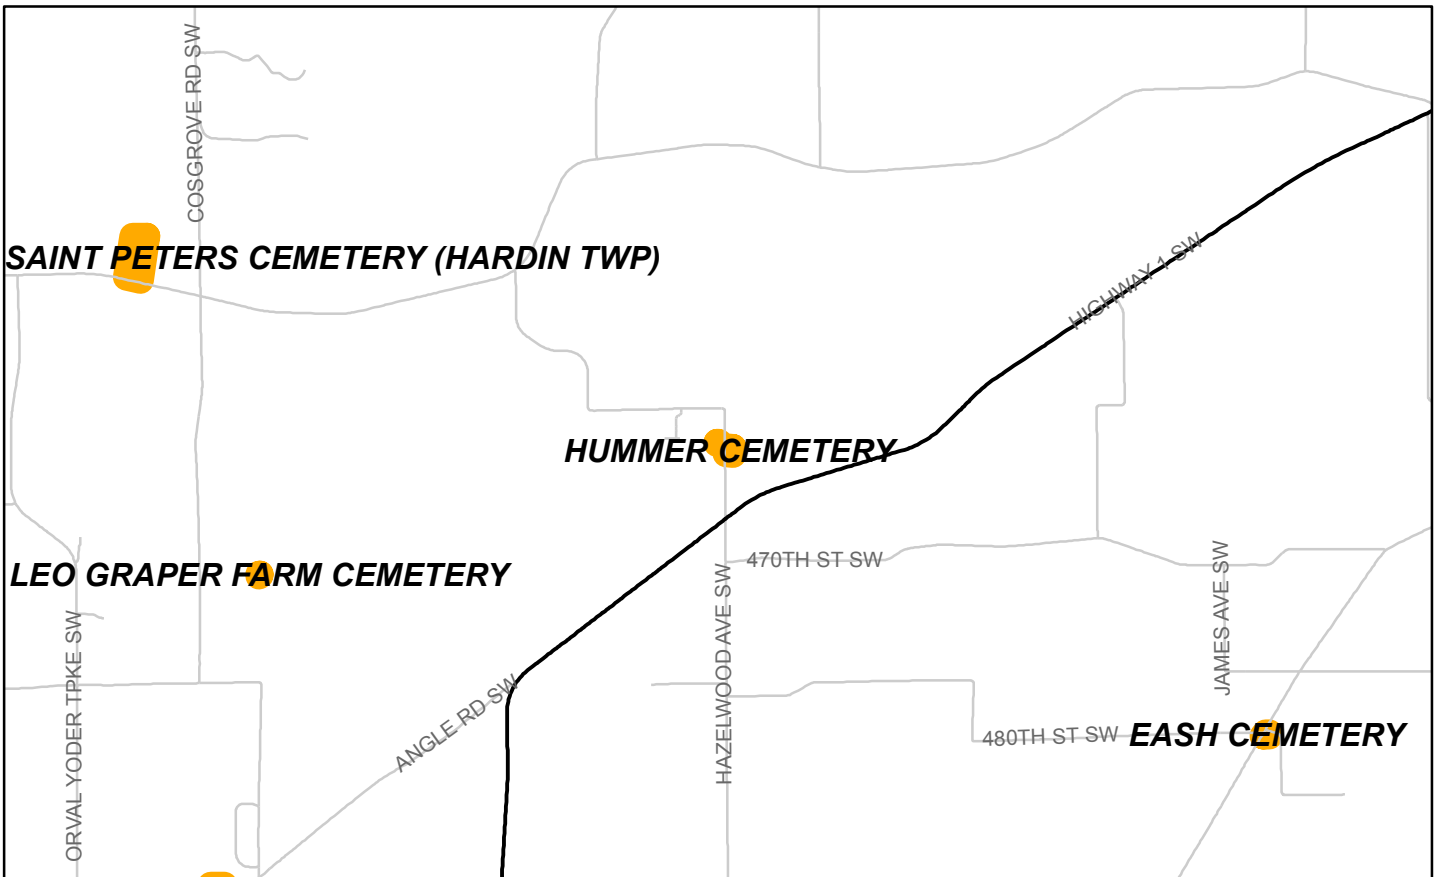 COSGROVE RD SW
SAINT PETERS CEMETERY (HARDIN TWP)
HIGHWAY 1 SW
HUMMER CEMETERY
470TH ST SW
LEO GRAPER FARM CEMETERY
JAMES AVE SW
HAZELWOOD AVE SW
ORVAL YODER TPKE SW
ANGLE RD SW
480TH ST SW
EASH CEMETERY